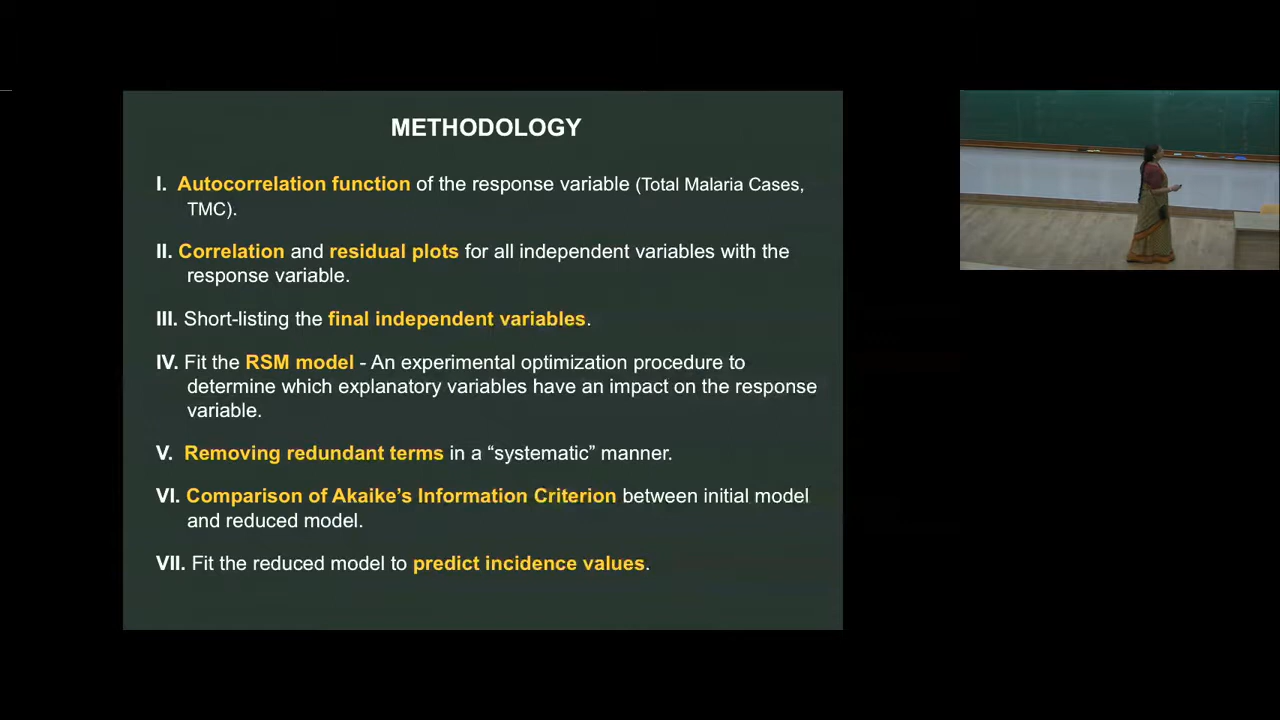 METHODOLOGY
I. Autocorrelation function of the response variable (Total Malaria Cases,
TMC).
II. Correlation and residual plots for all independent variables with the
response variable.
III. Short-listing the final independent variables.
IV. Fit the RSM model - An experimental optimization procedure to
determine which explanatory variables have an impact on the response
variable.
V. Removing redundant terms in a “systematic” manner.
VI. Comparison of Akaike’s Information Criterion between initial model
and reduced model.
VII. Fit the reduced model to predict incidence values.